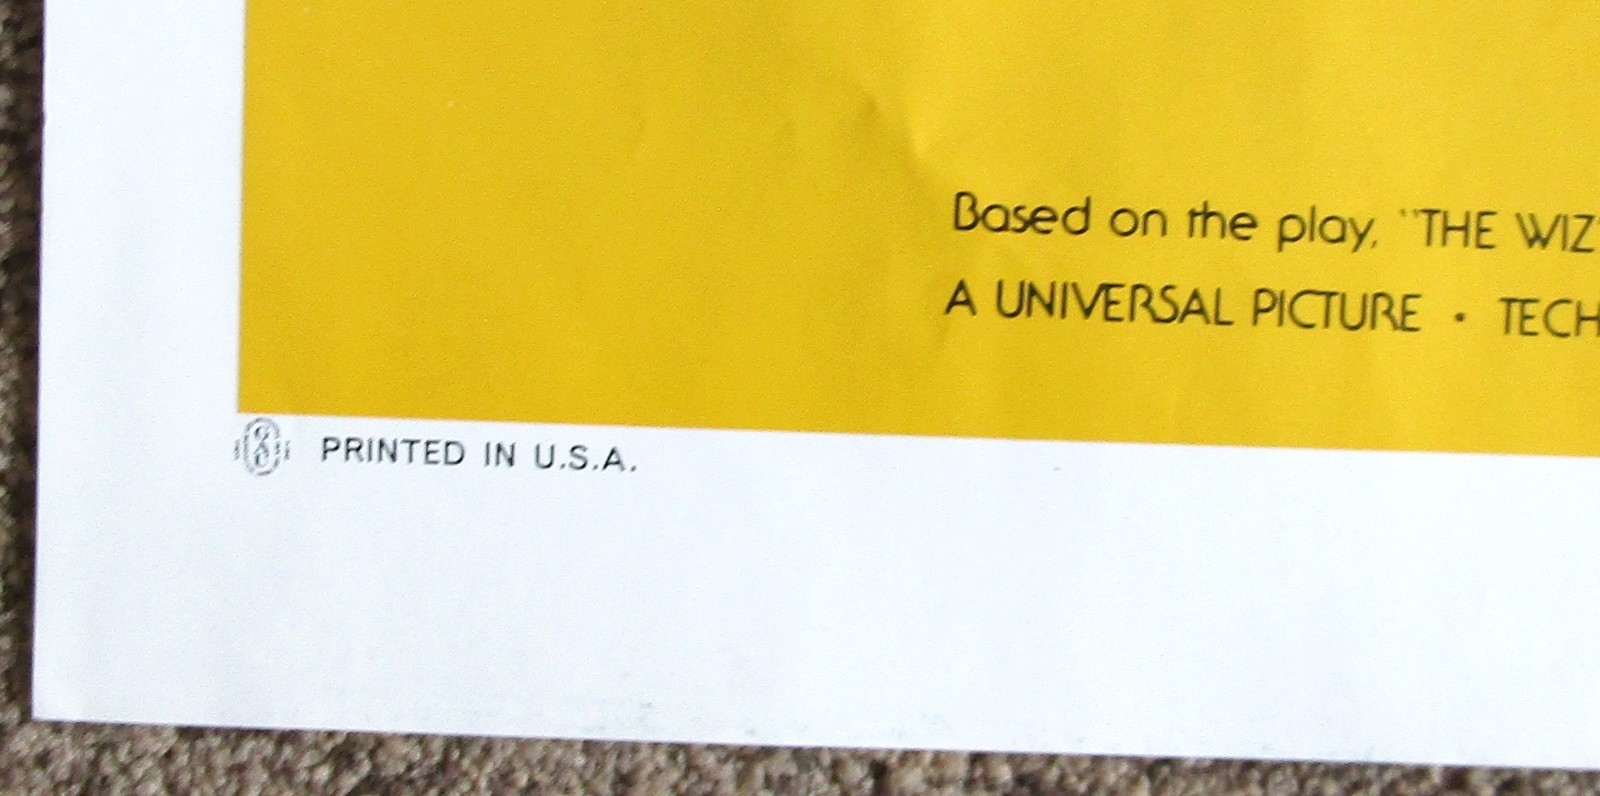 Based on the play, "THE WIZ"
A UNIVERSAL PICTURE • TECH
PRINTED IN U.S.A.